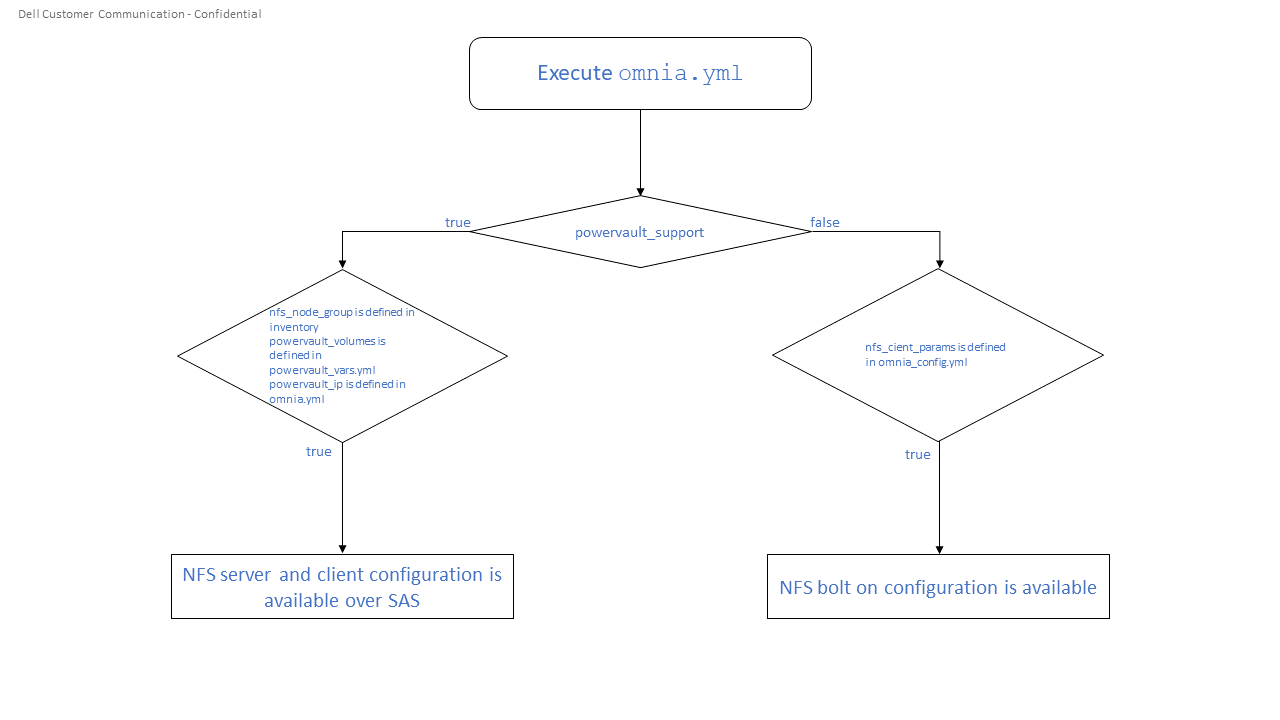 Dell Customer Communication - Confidential
Execute omnia.yml
true
false
powervault_support
nfs_node_group is defined in
inventory
powervault_volumes is
defined in
powervault_vars.yml
powervault_ip is defined in
omnia.yml
nfs_cient_params is defined
in omnia_config.yml
true
true
NFS server and client configuration is
available over SAS
NFS bolt on configuration is available